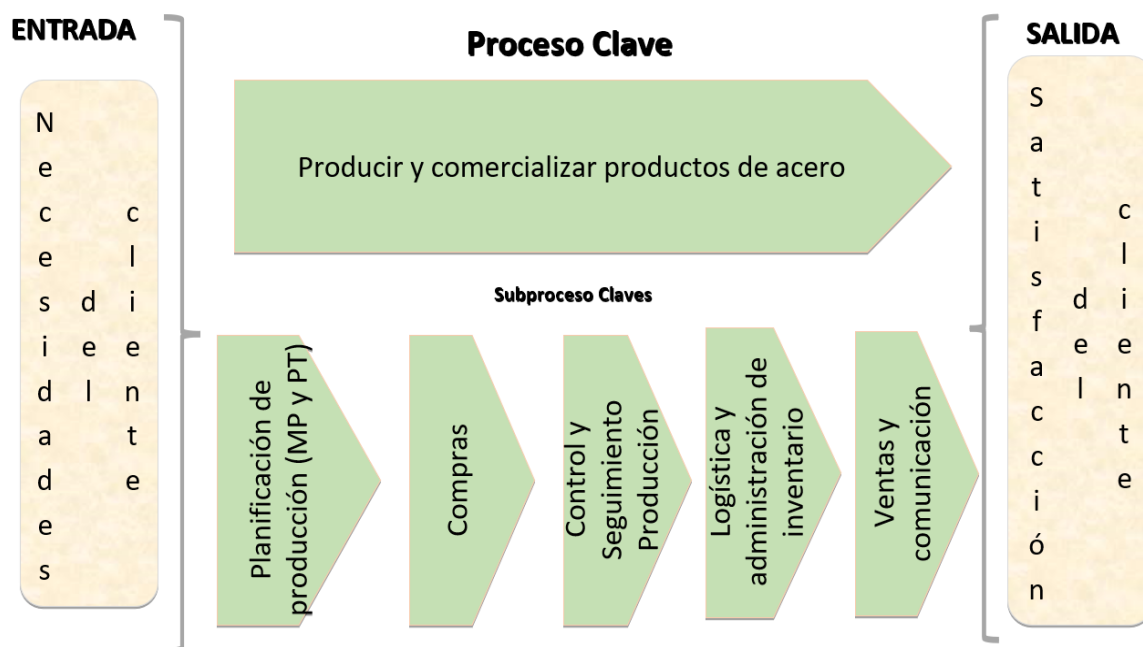 ENTRADA
Necesidades
del
cliente
Proceso Clave
Producir y comercializar productos de acero
Subproceso Claves
Planificación de
producción (MP y PT)
Compras
Control y
Seguimiento
Producción
Logística y
administración de
inventario
Ventas y
comunicación
SALIDA
Satisfacción
del
cliente